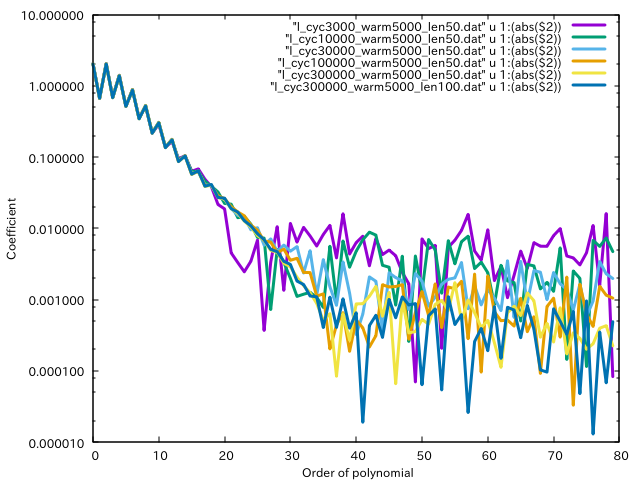 "l_cyc3000_warm5000_len50.dat" u 1:(abs($2))
"l_cyc10000_warm5000_len50.dat" u 1:(abs($2))
"l_cyc30000_warm5000_len50.dat" u 1:(abs($2))
"l_cyc100000_warm5000_len50.dat" u 1:(abs($2))
"l_cyc300000_warm5000_len50.dat" u 1:(abs($2))
"l_cyc300000_warm5000_len100.dat" u 1:(abs($2))
10.000000
1.000000
0.100000
0.010000
0.001000
0.000100
0.000010
Coefficient
0 10 20 30 40 50 60 70 80
Order of polynomial